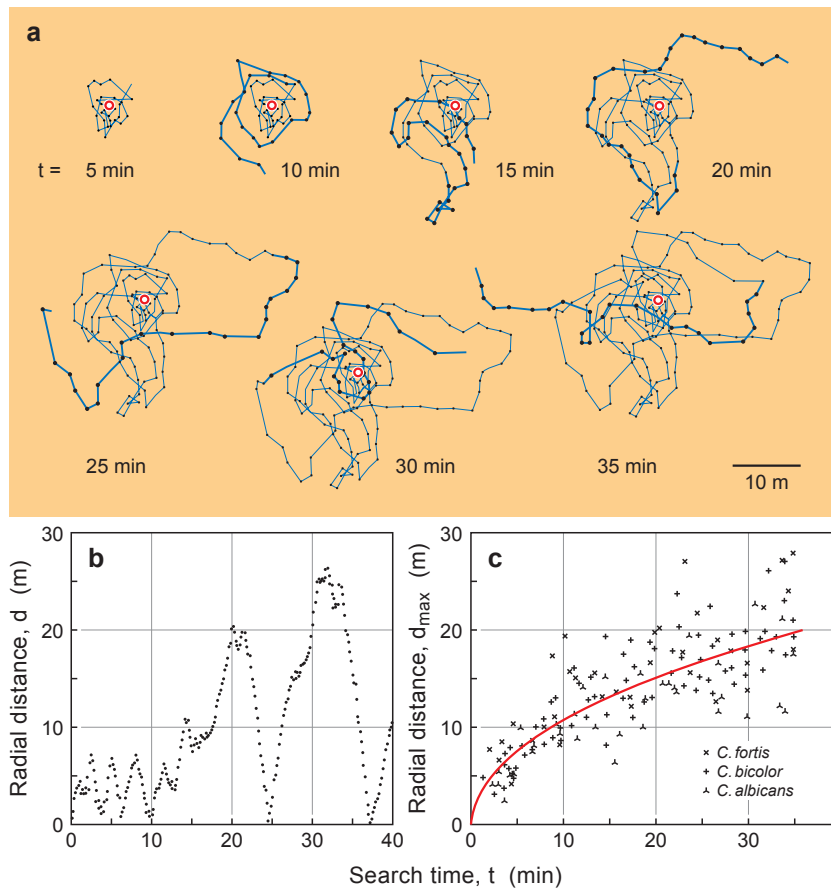 a
t = 5 min
10 min
15 min
20 min
25 min
30 min
35 min
10 m
b
30
20
10
0
Radial distance, d (m)
0 10 20 30 40
c
30
20
10
0
Radial distance, dmax (m)
0 10 20 30
C. fortis
C. bicolor
C. albicans
Search time, t (min)